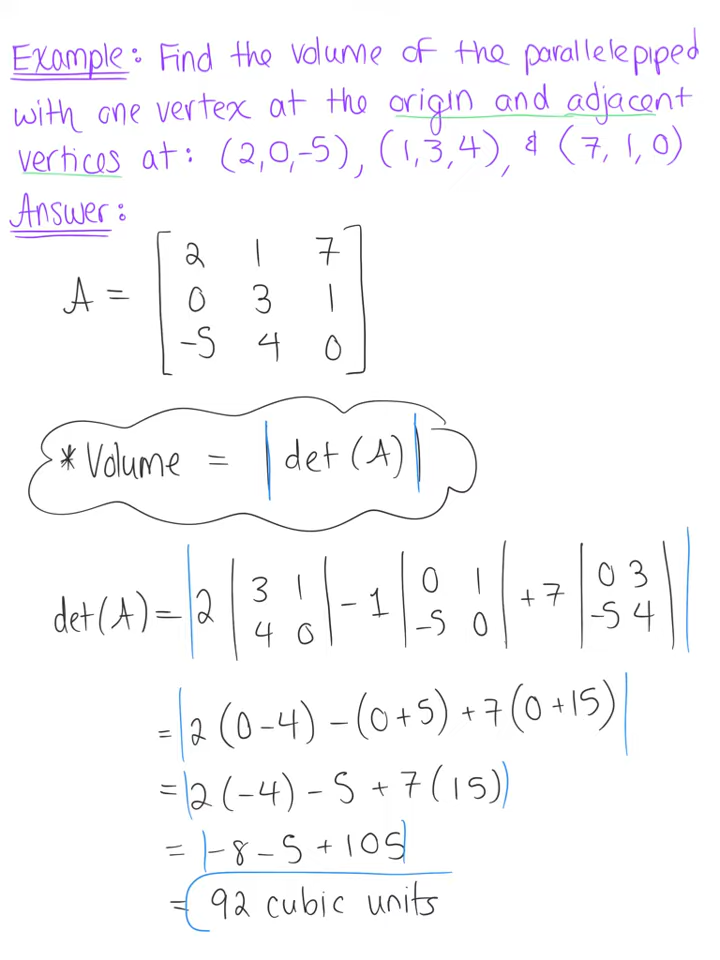 Example: Find the volume of the parallelepiped
with one vertex at the origin and adjacent
vertices at: (2,0,-5), (1,3,4), & (7, 1, 0)
Answer:
A = [2 1 7
0 3 1
-5 4 0]
* Volume = |det (A)|
det(A) = |2 |3 1; 4 0| - 1 |0 1; -5 0| + 7 |0 3; -5 4||
= |2(0-4) - (0+5) + 7(0+15)|
= |2(-4) - 5 + 7(15)|
= |-8 - 5 + 105|
= 92 cubic units